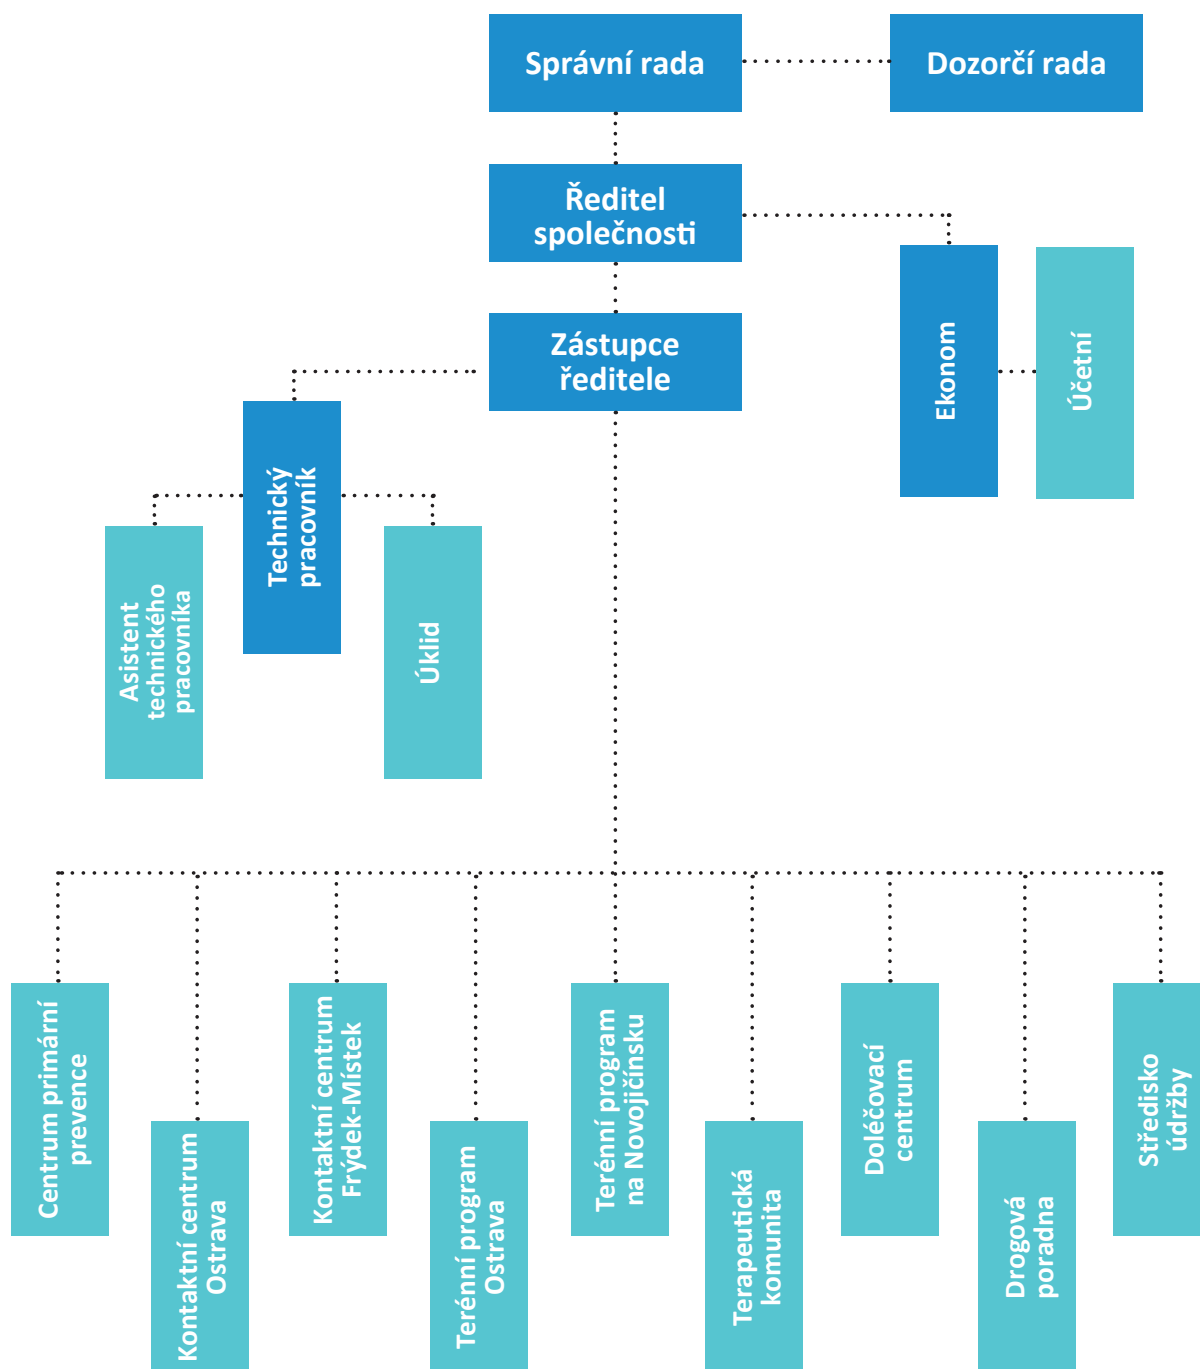 Správní rada
Dozorčí rada
Ředitel
společnosti
Zástupce
ředitele
Ekonom
Účetní
Technický
pracovník
Asistent
technického
pracovníka
Úklid
Centrum primární
prevence
Kontaktní centrum
Ostrava
Kontaktní centrum
Frýdek-Místek
Terénní program
Ostrava
Terénní program
na Novojičínsku
Terapeutická
komunita
Doléčovací
centrum
Drogová
poradna
Středisko
údržby